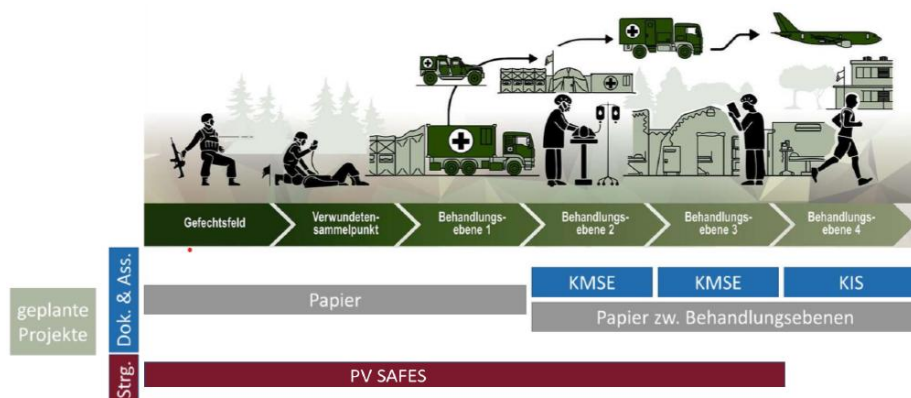 Gefechtsfeld
Verwundeten-
sammelpunkt
Behandlungs-
ebene 1
Behandlungs-
ebene 2
Behandlungs-
ebene 3
Behandlungs-
ebene 4
geplante
Projekte
Dok. & Ass.
Papier
KMSE
KMSE
KIS
Papier zw. Behandlungsebenen
Strg.
PV SAFES